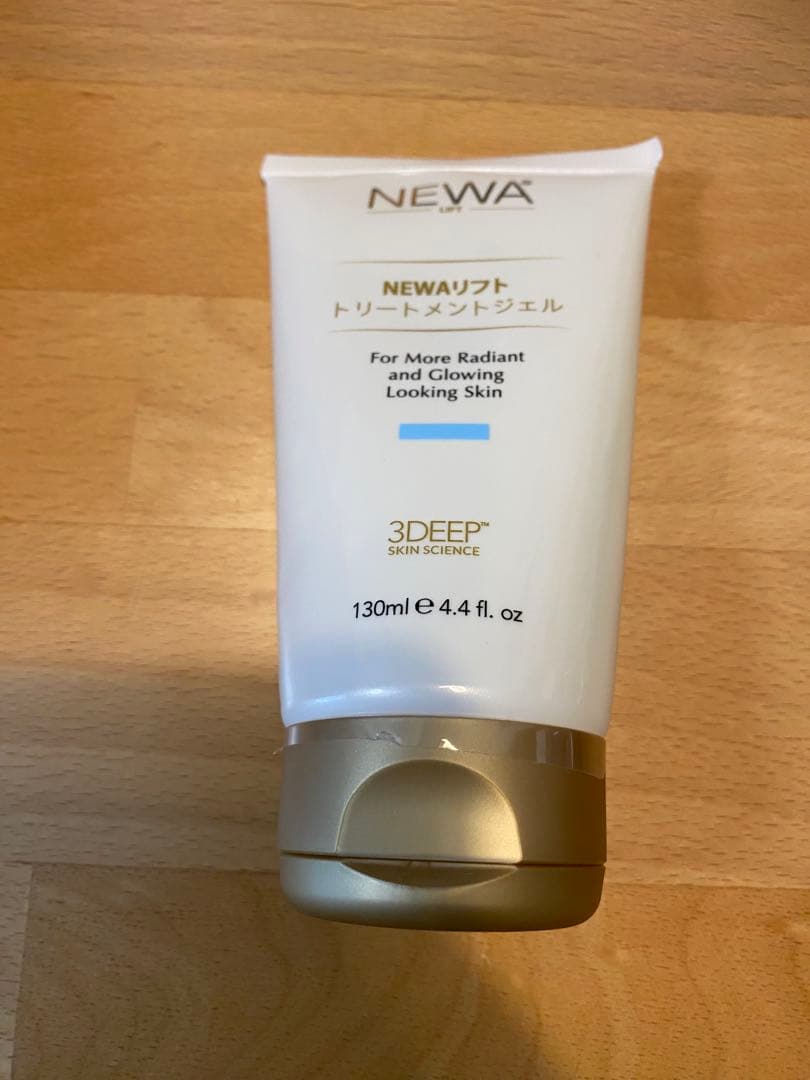 NEWA™
LIFT
NEWAリフト
トリートメントジェル
For More Radiant
and Glowing
Looking Skin
3DEEP™
SKIN SCIENCE
130ml ℮ 4.4 fl. oz